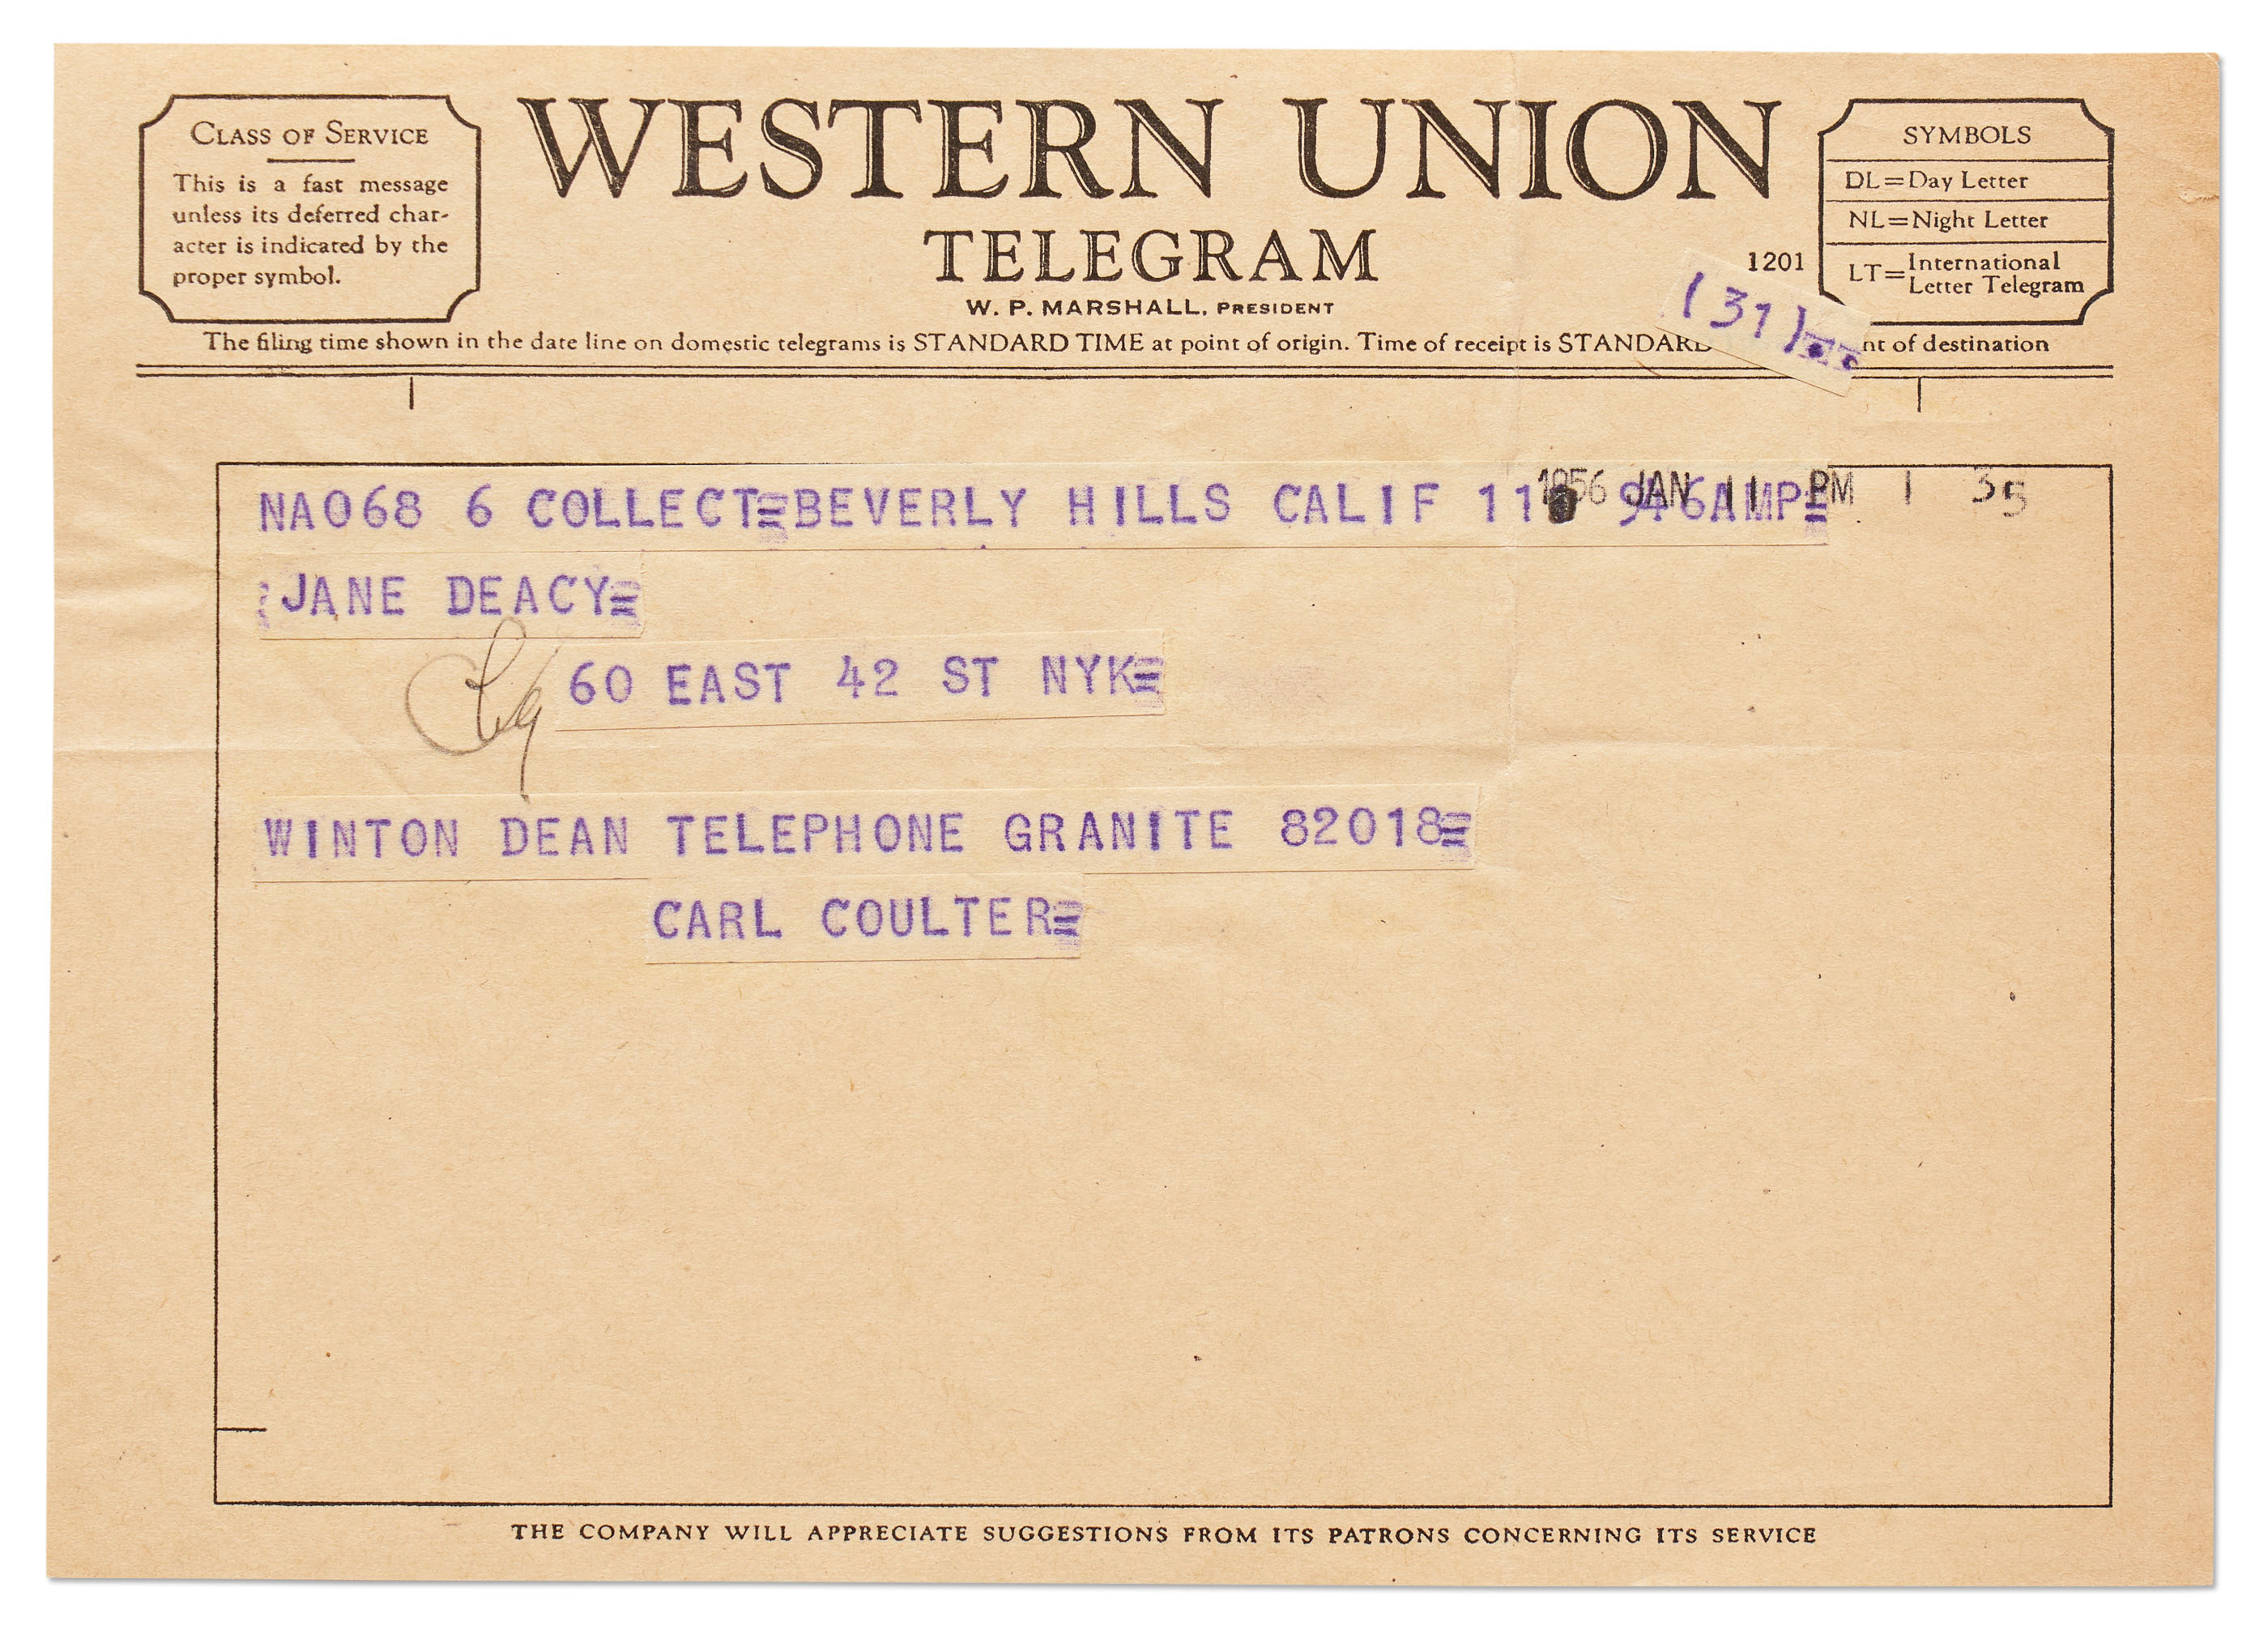 CLASS OF SERVICE
This is a fast message
unless its deferred char-
acter is indicated by the
proper symbol.
WESTERN UNION
TELEGRAM
W. P. MARSHALL, PRESIDENT
1201
SYMBOLS
DL=Day Letter
NL=Night Letter
LT=International
Letter Telegram
(31)
The filing time shown in the date line on domestic telegrams is STANDARD TIME at point of origin. Time of receipt is STANDARD nt of destination
1956 JAN 11 PM 1 35
NA068 6 COLLECT=BEVERLY HILLS CALIF 11 946AMP=
JANE DEACY=
60 EAST 42 ST NYK=
WINTON DEAN TELEPHONE GRANITE 82018=
CARL COULTER=
THE COMPANY WILL APPRECIATE SUGGESTIONS FROM ITS PATRONS CONCERNING ITS SERVICE